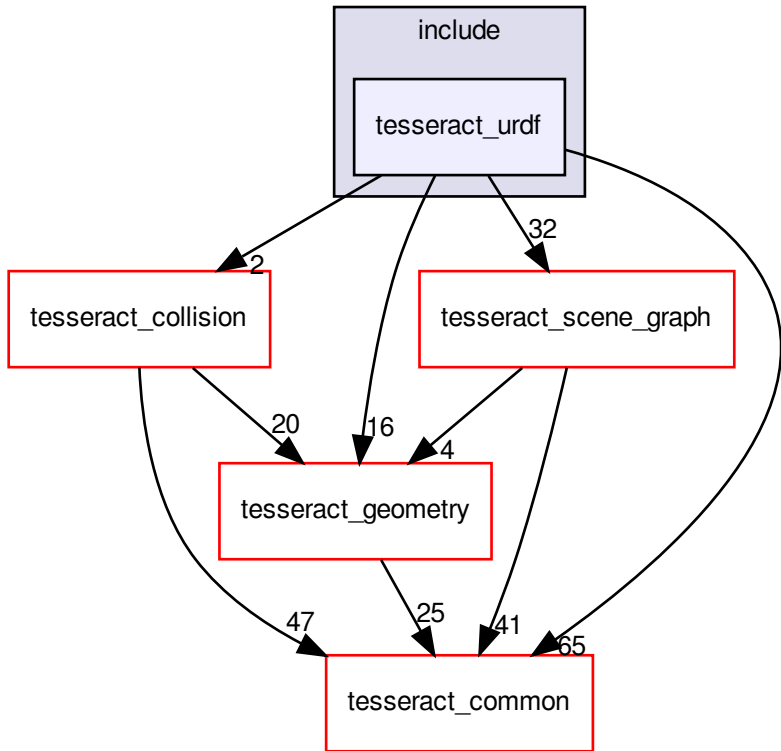 include
tesseract_urdf
32
2
tesseract_collision
tesseract_scene_graph
20
16
4
tesseract_geometry
47
25
41
65
tesseract_common